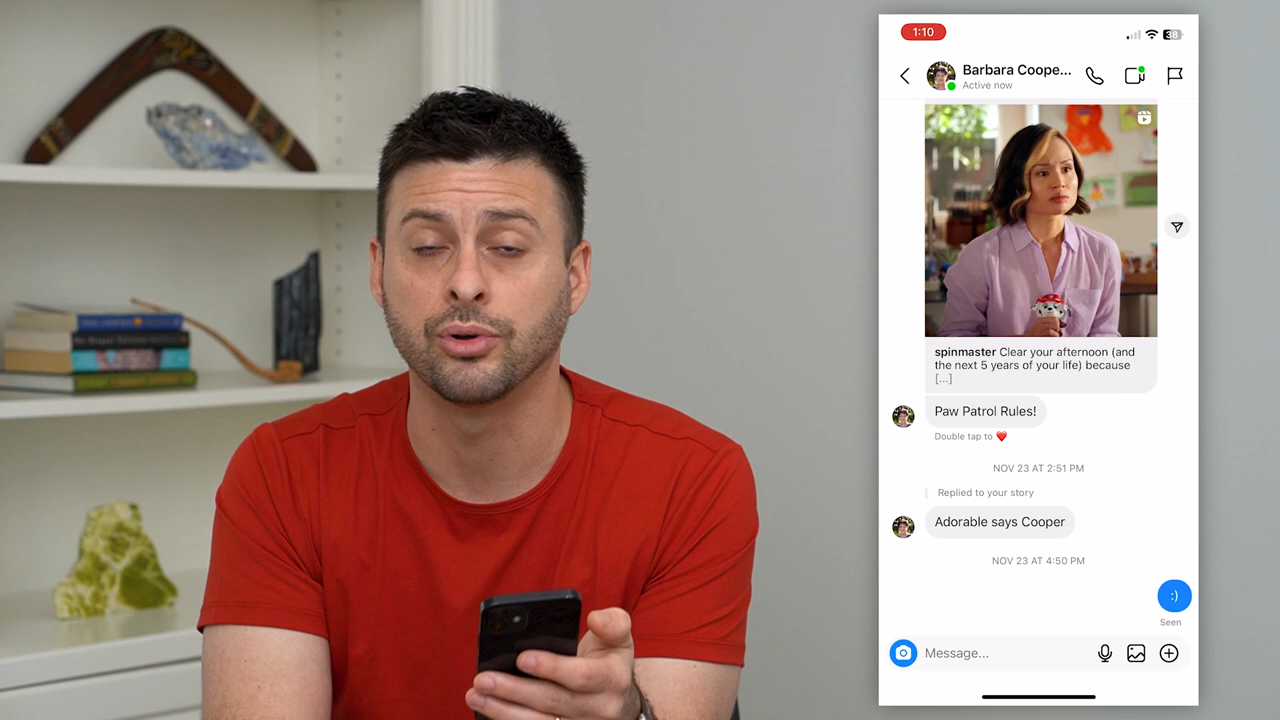 1:10
38
Barbara Coope...
Active now
spinmaster Clear your afternoon (and
the next 5 years of your life) because
[...]
Paw Patrol Rules!
Double tap to ❤️
NOV 23 AT 2:51 PM
Replied to your story
Adorable says Cooper
NOV 23 AT 4:50 PM
:)
Seen
Message...